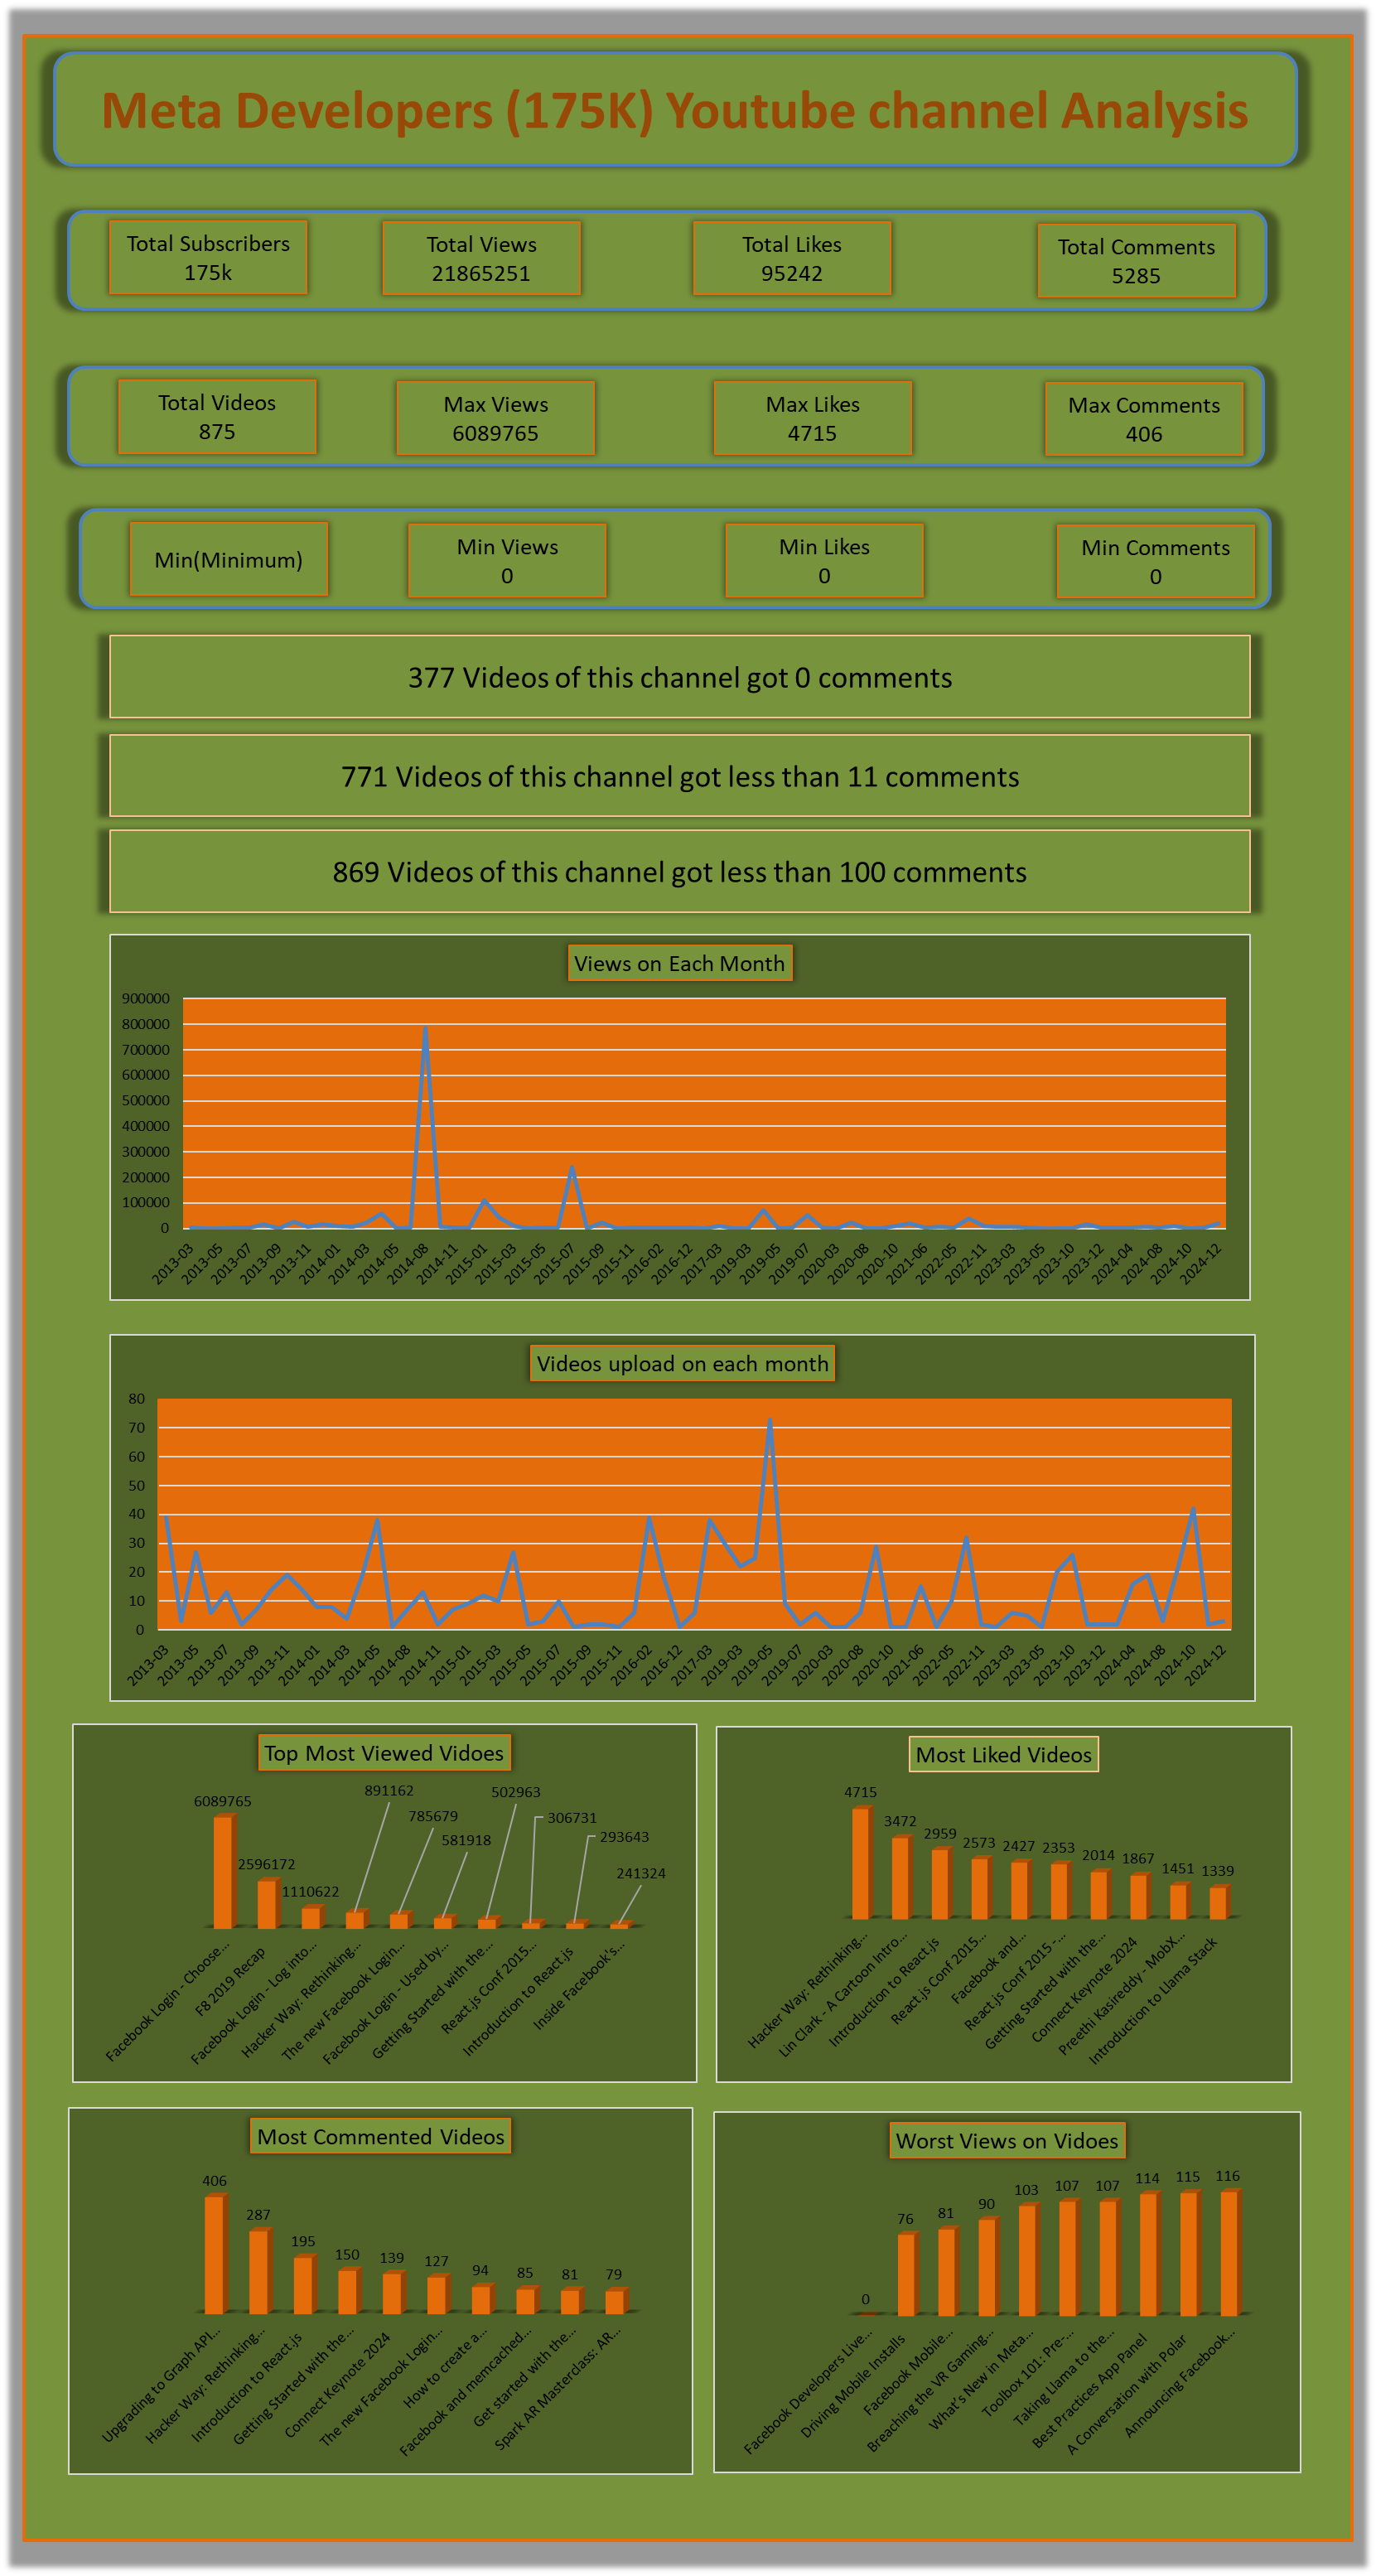 Meta Developers (175K) Youtube channel Analysis
Total Subscribers
175k
Total Views
21865251
Total Likes
95242
Total Comments
5285
Total Videos
875
Max Views
6089765
Max Likes
4715
Max Comments
406
Min(Minimum)
Min Views
0
Min Likes
0
Min Comments
0
377 Videos of this channel got 0 comments
771 Videos of this channel got less than 11 comments
869 Videos of this channel got less than 100 comments
Views on Each Month
900000
800000
700000
600000
500000
400000
300000
200000
100000
0
2013-03
2013-05
2013-07
2013-09
2013-11
2014-01
2014-03
2014-05
2014-08
2014-11
2015-01
2015-03
2015-05
2015-07
2015-09
2015-11
2016-02
2016-12
2017-03
2019-03
2019-05
2019-07
2020-03
2020-08
2020-10
2021-06
2022-05
2022-11
2023-03
2023-05
2023-10
2023-12
2024-04
2024-08
2024-10
2024-12
Videos upload on each month
80
70
60
50
40
30
20
10
0
2013-03
2013-05
2013-07
2013-09
2013-11
2014-01
2014-03
2014-05
2014-08
2014-11
2015-01
2015-03
2015-05
2015-07
2015-09
2015-11
2016-02
2016-12
2017-03
2019-03
2019-05
2019-07
2020-03
2020-08
2020-10
2021-06
2022-05
2022-11
2023-03
2023-05
2023-10
2023-12
2024-04
2024-08
2024-10
2024-12
Top Most Viewed Vidoes
6089765
2596172
1110622
891162
785679
581918
502963
306731
293643
241324
Facebook Login - Choose...
F8 2019 Recap
Facebook Login - Log into...
Hacker Way: Rethinking...
The new Facebook Login...
Facebook Login - Used by...
Getting Started with the...
React.js Conf 2015...
Introduction to React.js
Inside Facebook's...
Most Liked Videos
4715
3472
2959
2573
2427
2353
2014
1867
1451
1339
Hacker Way: Rethinking...
Lin Clark - A Cartoon Intro...
Introduction to React.js
React.js Conf 2015...
Facebook and...
React.js Conf 2015 -...
Getting Started with the...
Connect Keynote 2024
Preethi Kasireddy - MobX...
Introduction to Llama Stack
Most Commented Videos
406
287
195
150
139
127
94
85
81
79
Upgrading to Graph API...
Hacker Way: Rethinking...
Introduction to React.js
Getting Started with the...
Connect Keynote 2024
The new Facebook Login...
How to create a...
Facebook and memcached...
Get started with the...
Spark AR Masterclass: AR...
Worst Views on Vidoes
0
76
81
90
103
107
107
114
115
116
Facebook Developers Live...
Driving Mobile Installs
Facebook Mobile...
Breaching the VR Gaming...
What's New in Meta...
Toolbox 101: Pre-...
Taking Llama to the...
Best Practices App Panel
A Conversation with Polar
Announcing Facebook...